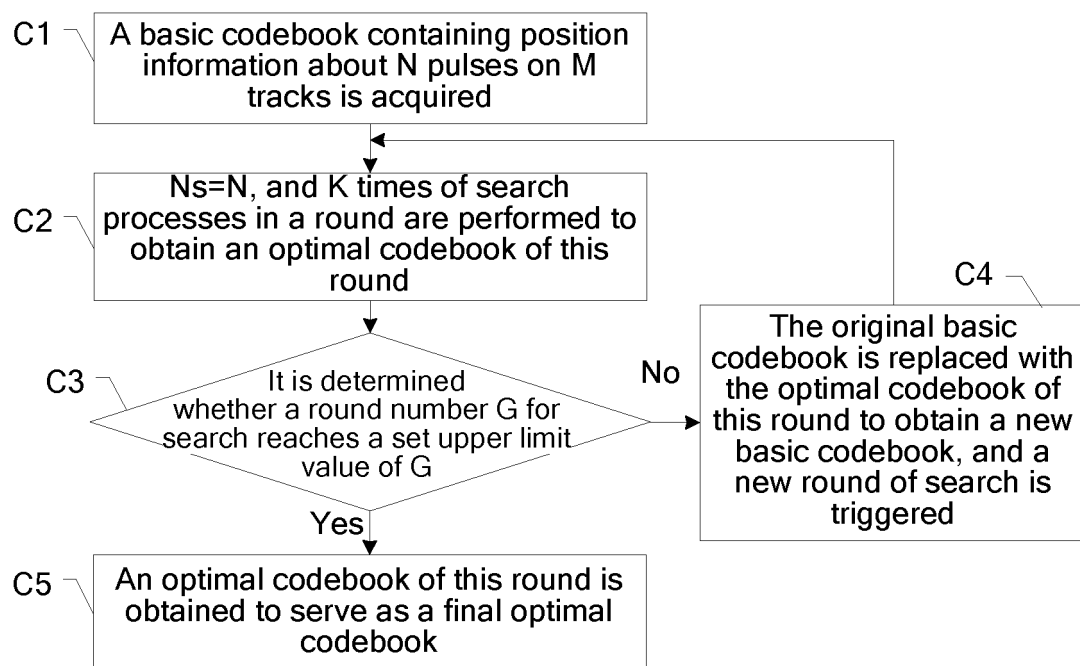 C1
A basic codebook containing position
information about N pulses on M
tracks is acquired
C2
Ns=N, and K times of search
processes in a round are performed to
obtain an optimal codebook of this
round
C3
It is determined
whether a round number G for
search reaches a set upper limit
value of G
No
C4
The original basic
codebook is replaced with
the optimal codebook of
this round to obtain a new
basic codebook, and a
new round of search is
triggered
Yes
C5
An optimal codebook of this round is
obtained to serve as a final optimal
codebook